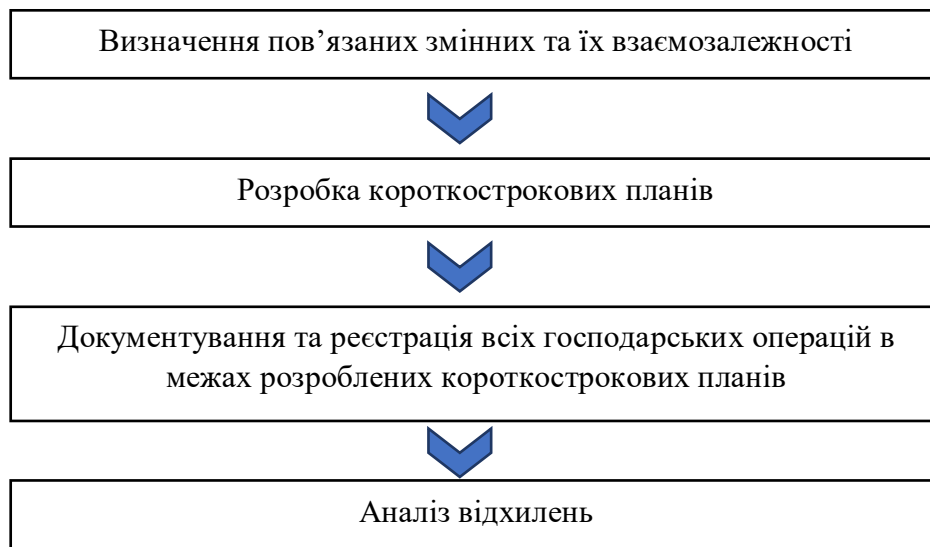 Визначення пов’язаних змінних та їх взаємозалежності
Розробка короткострокових планів
Документування та реєстрація всіх господарських операцій в
межах розроблених короткострокових планів
Аналіз відхилень